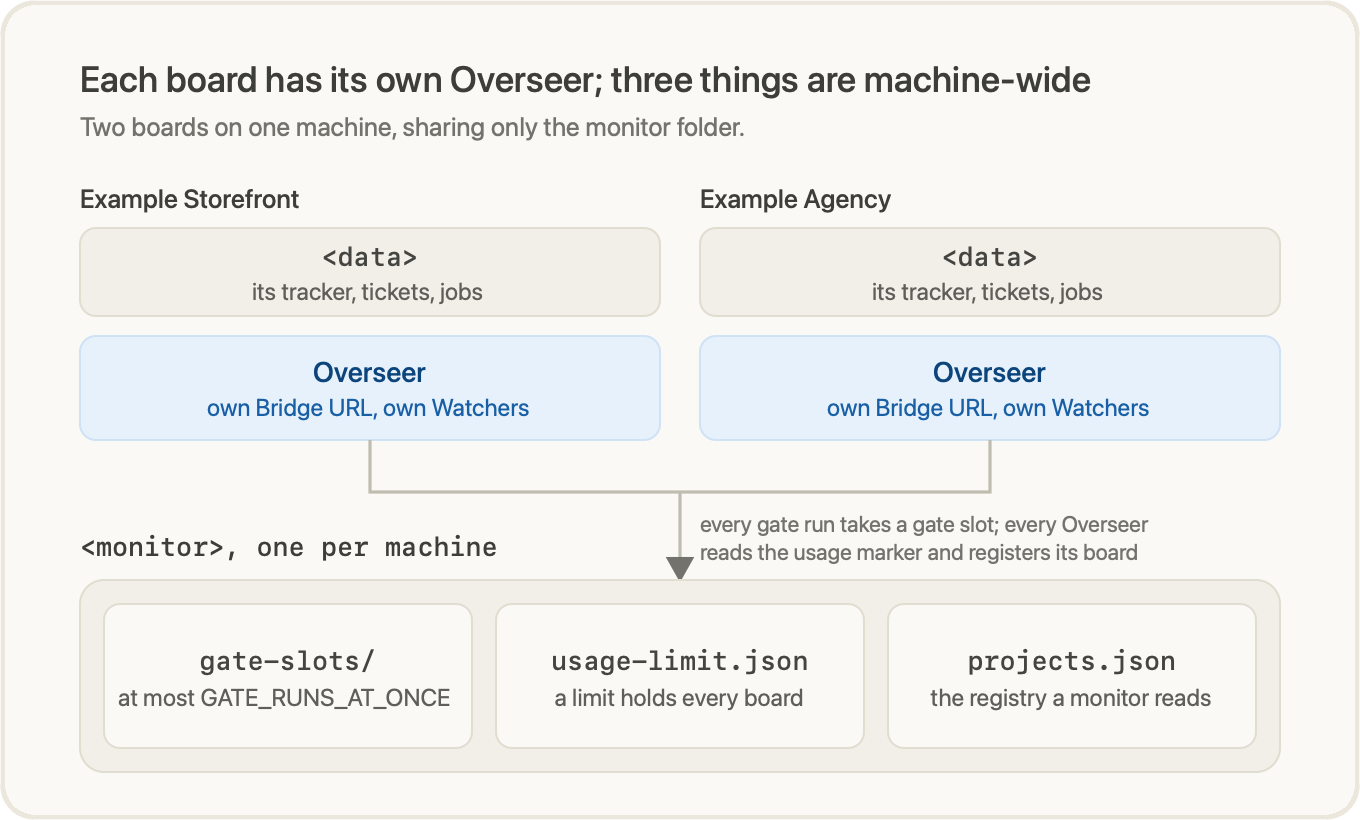 Each board has its own Overseer; three things are machine-wide
Two boards on one machine, sharing only the monitor folder.
Example Storefront
<data>
its tracker, tickets, jobs
Overseer
own Bridge URL, own Watchers
Example Agency
<data>
its tracker, tickets, jobs
Overseer
own Bridge URL, own Watchers
every gate run takes a gate slot; every Overseer
reads the usage marker and registers its board
<monitor>, one per machine
gate-slots/
at most GATE_RUNS_AT_ONCE
usage-limit.json
a limit holds every board
projects.json
the registry a monitor reads